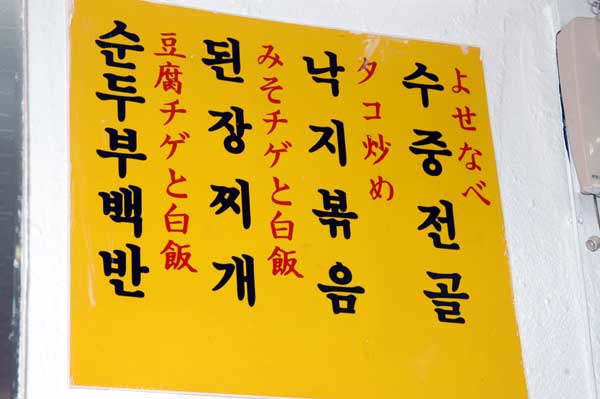 수중전골
よせなべ
낙지볶음
タコ炒め
된장찌개
みそチゲと白飯
순두부백반
豆腐チゲと白飯